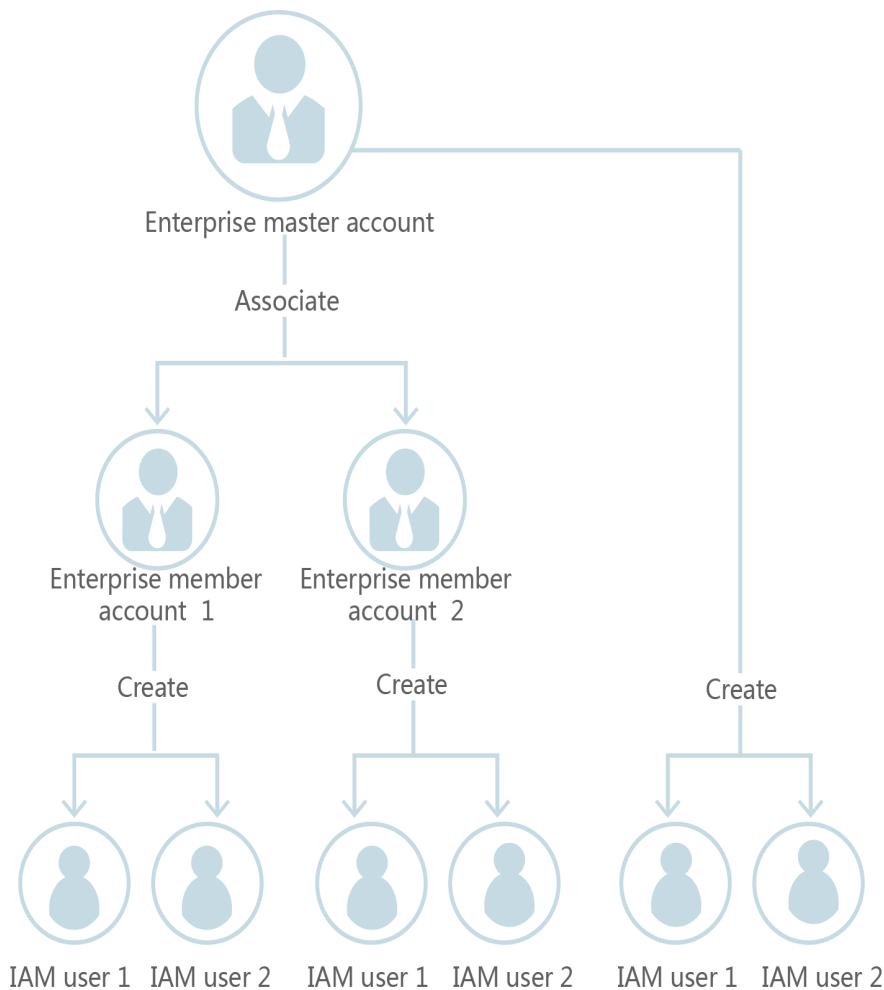 Enterprise master account
Associate
Enterprise member
account 1
Enterprise member
account 2
Create
Create
Create
IAM user 1
IAM user 2
IAM user 1
IAM user 2
IAM user 1
IAM user 2